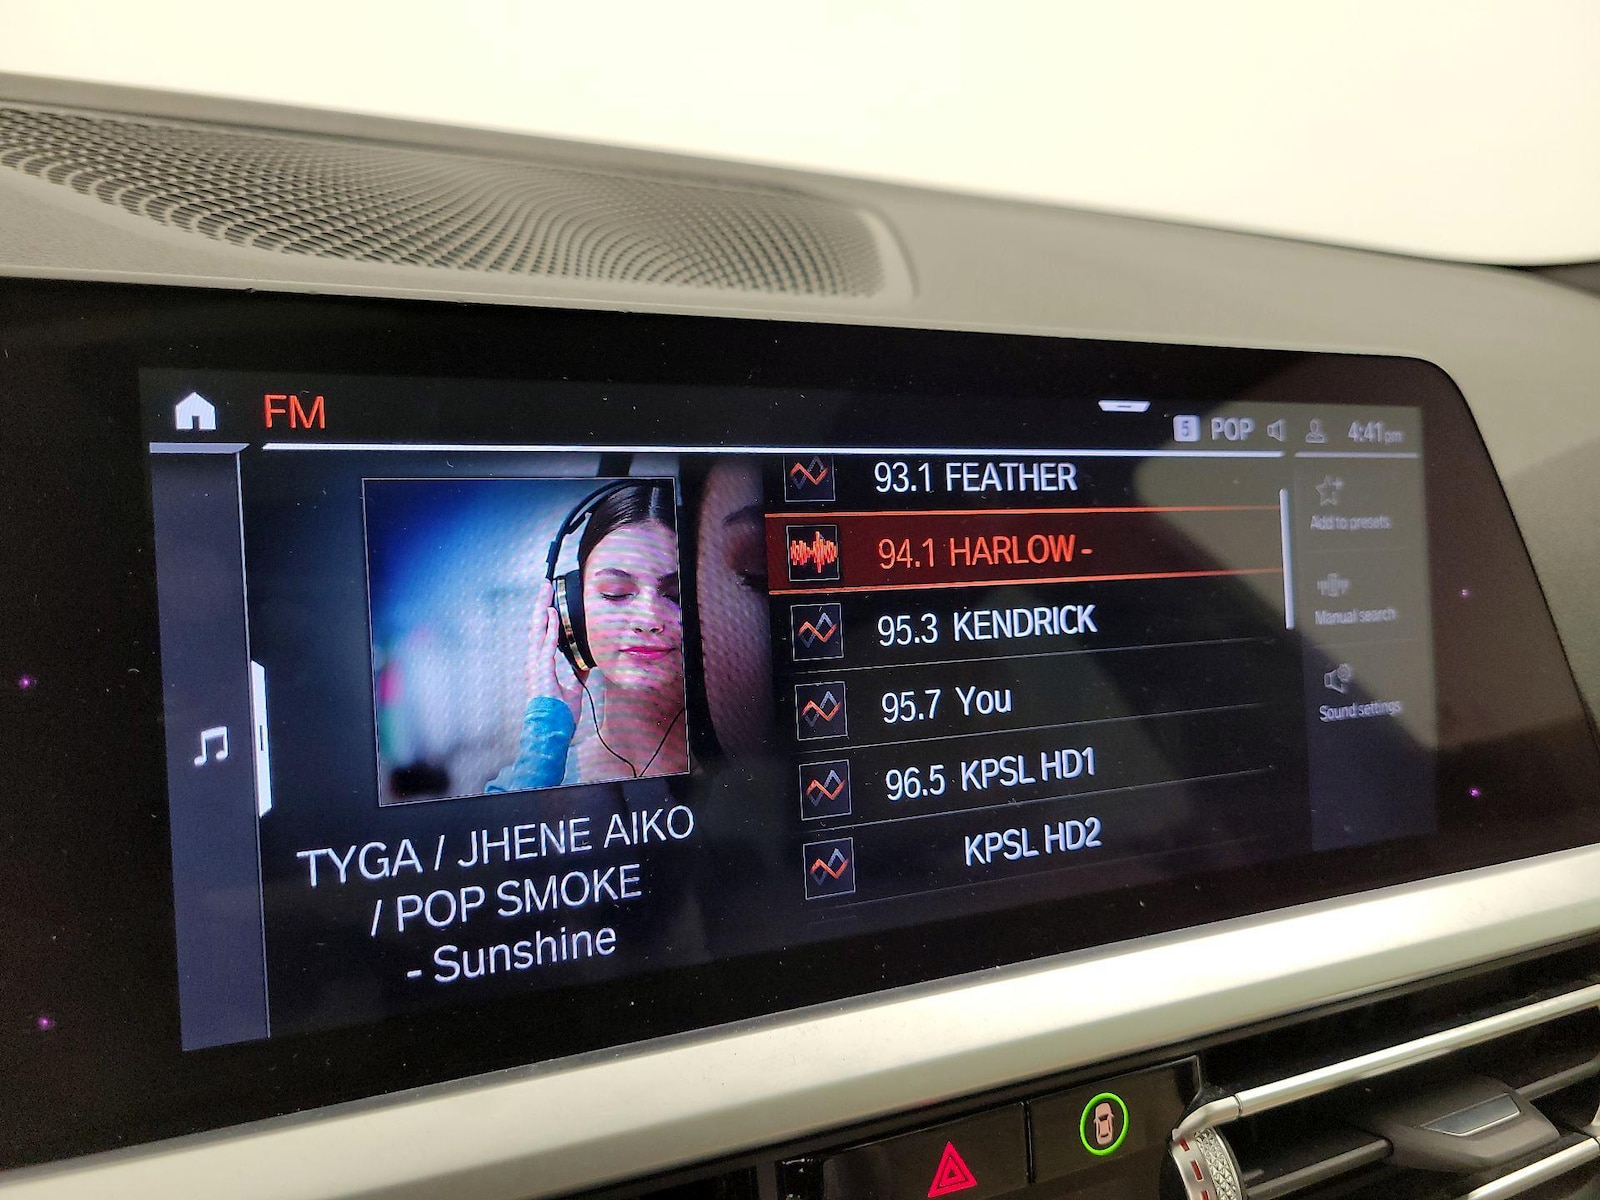 FM
5 POP 4:41 pm
93.1 FEATHER
94.1 HARLOW -
95.3 KENDRICK
95.7 You
96.5 KPSL HD1
KPSL HD2
TYGA / JHENE AIKO
/ POP SMOKE
- Sunshine
Add to presets
Manual search
Sound settings